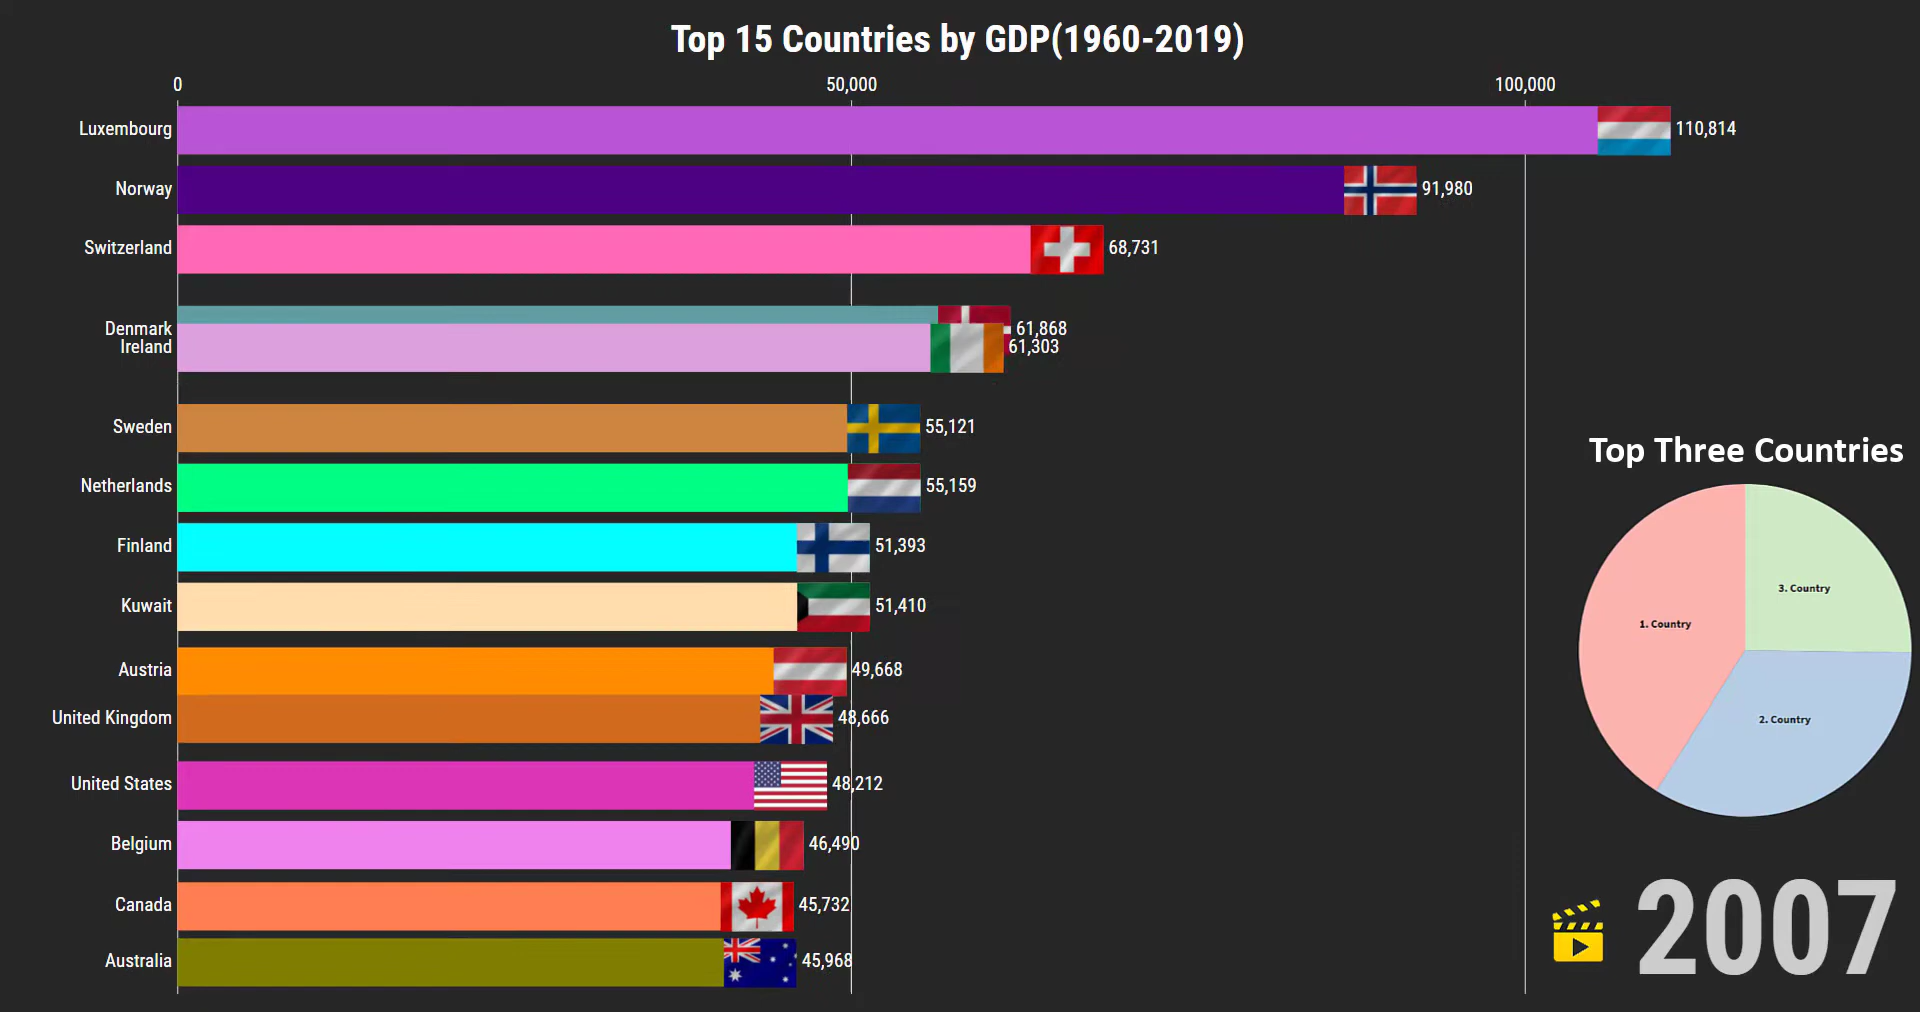 Top 15 Countries by GDP(1960-2019)
0 50,000 100,000
Luxembourg 110,814
Norway 91,980
Switzerland 68,731
Denmark 61,868
Ireland 61,303
Sweden 55,121
Netherlands 55,159
Finland 51,393
Kuwait 51,410
Austria 49,668
United Kingdom 48,666
United States 48,212
Belgium 46,490
Canada 45,732
Australia 45,968
Top Three Countries
3. Country
1. Country
2. Country
2007